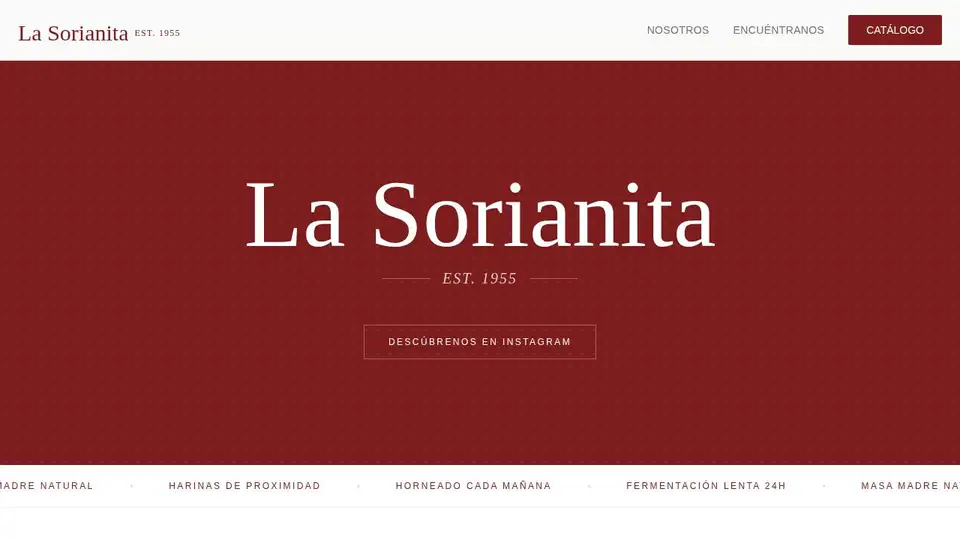 La Sorianita EST. 1955
NOSOTROS ENCUÉNTRANOS CATÁLOGO
La Sorianita
EST. 1955
DESCÚBRENOS EN INSTAGRAM
MADRE NATURAL • HARINAS DE PROXIMIDAD • HORNEADO CADA MAÑANA • FERMENTACIÓN LENTA 24H • MASA MADRE